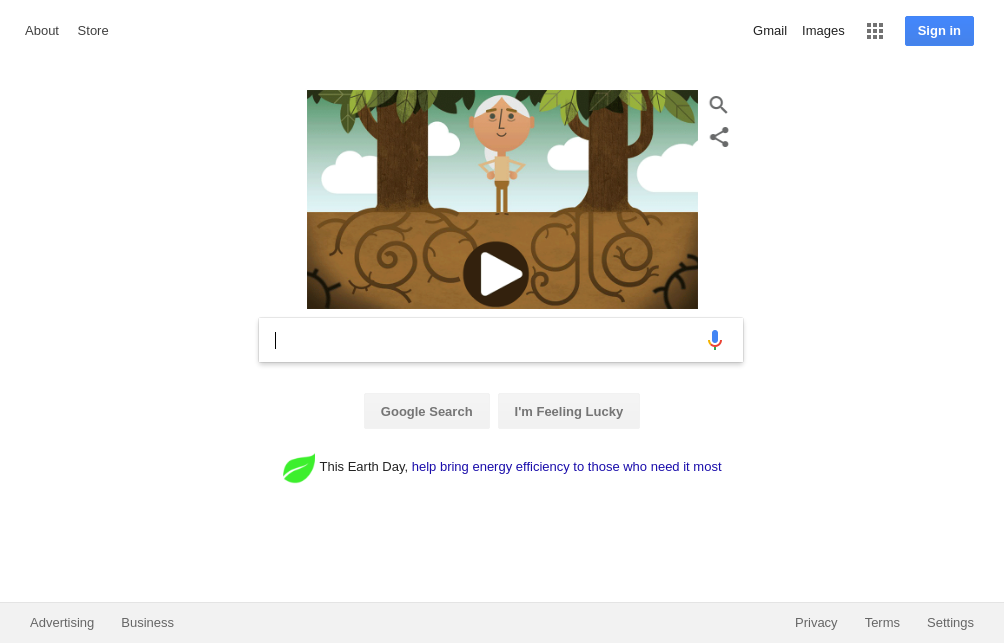 About Store Gmail Images Sign in
Google
Google Search I'm Feeling Lucky
This Earth Day, help bring energy efficiency to those who need it most
Advertising Business Privacy Terms Settings